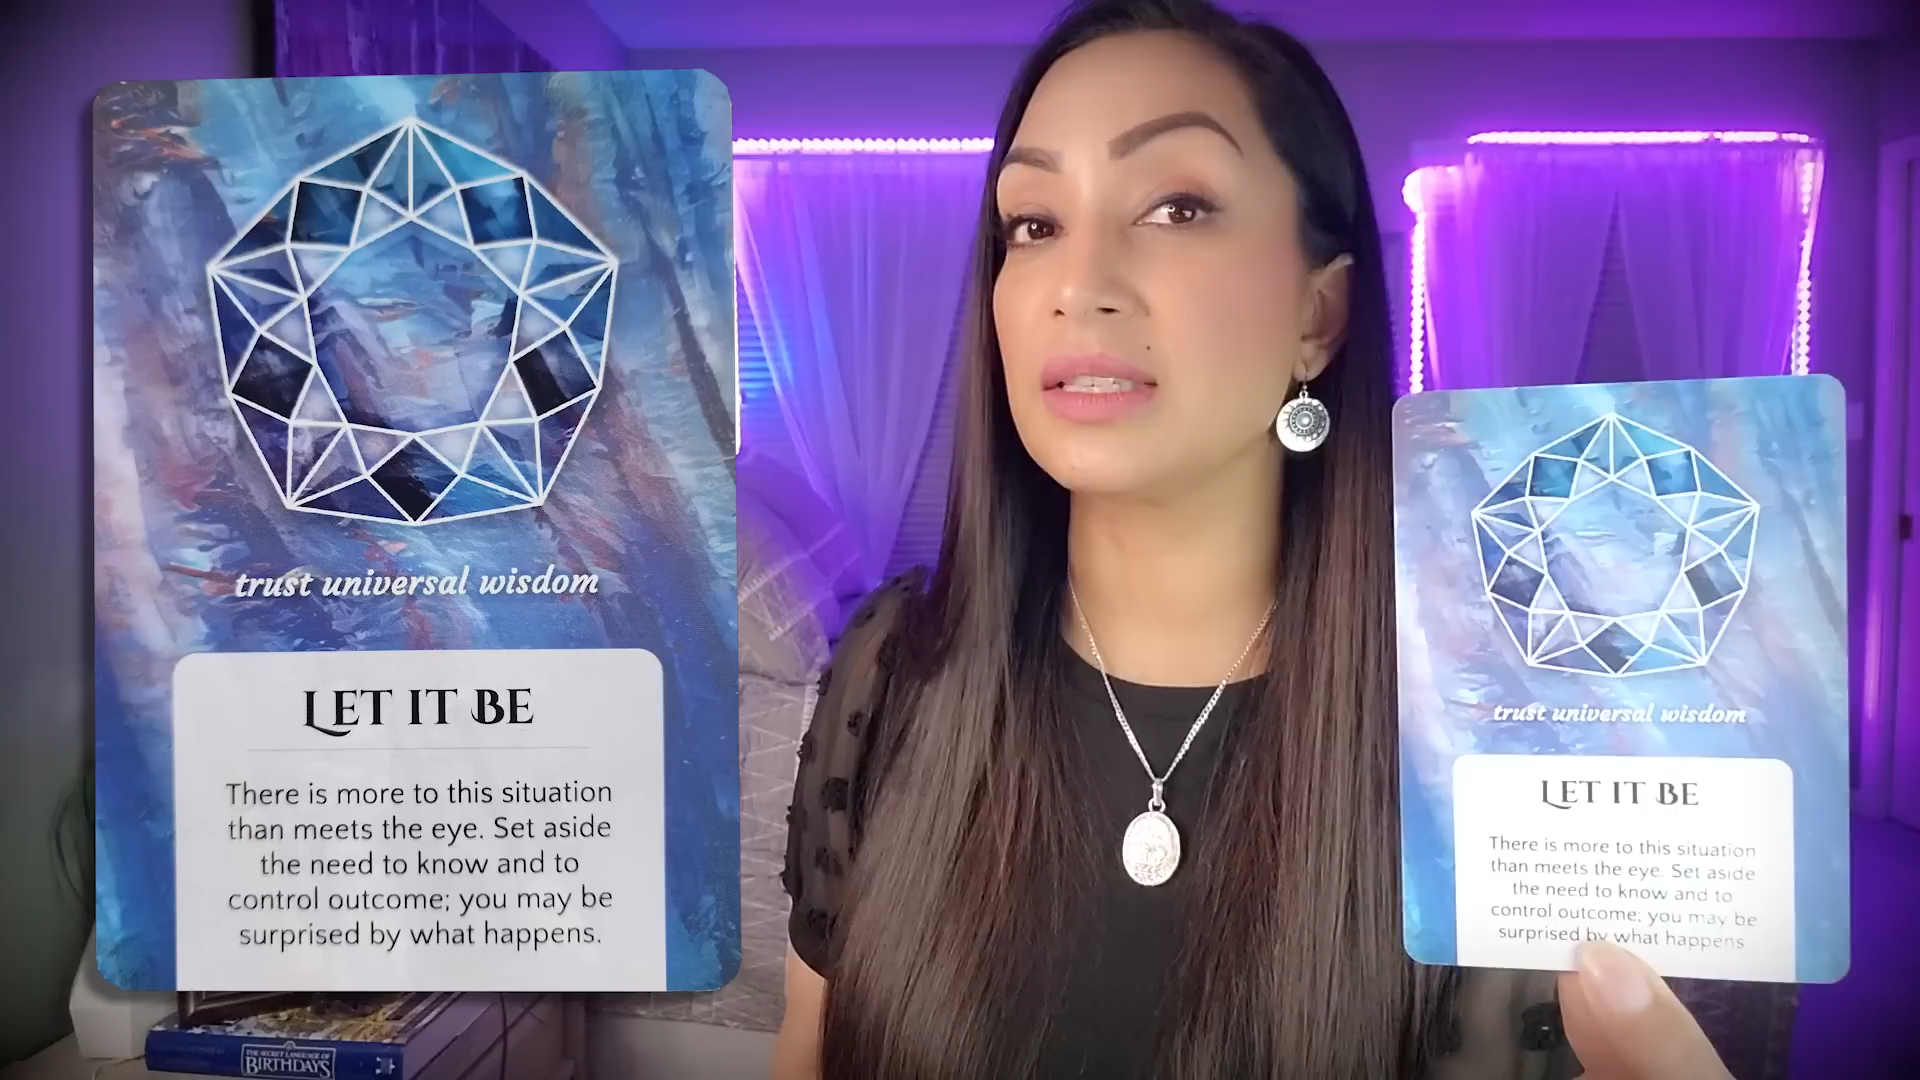 trust universal wisdom
LET IT BE
There is more to this situation
than meets the eye. Set aside
the need to know and to
control outcome; you may be
surprised by what happens.
trust universal wisdom
LET IT BE
There is more to this situation
than meets the eye. Set aside
the need to know and to
control outcome; you may be
surprised by what happens
THE SECRET LANGUAGE OF
BIRTHDAYS